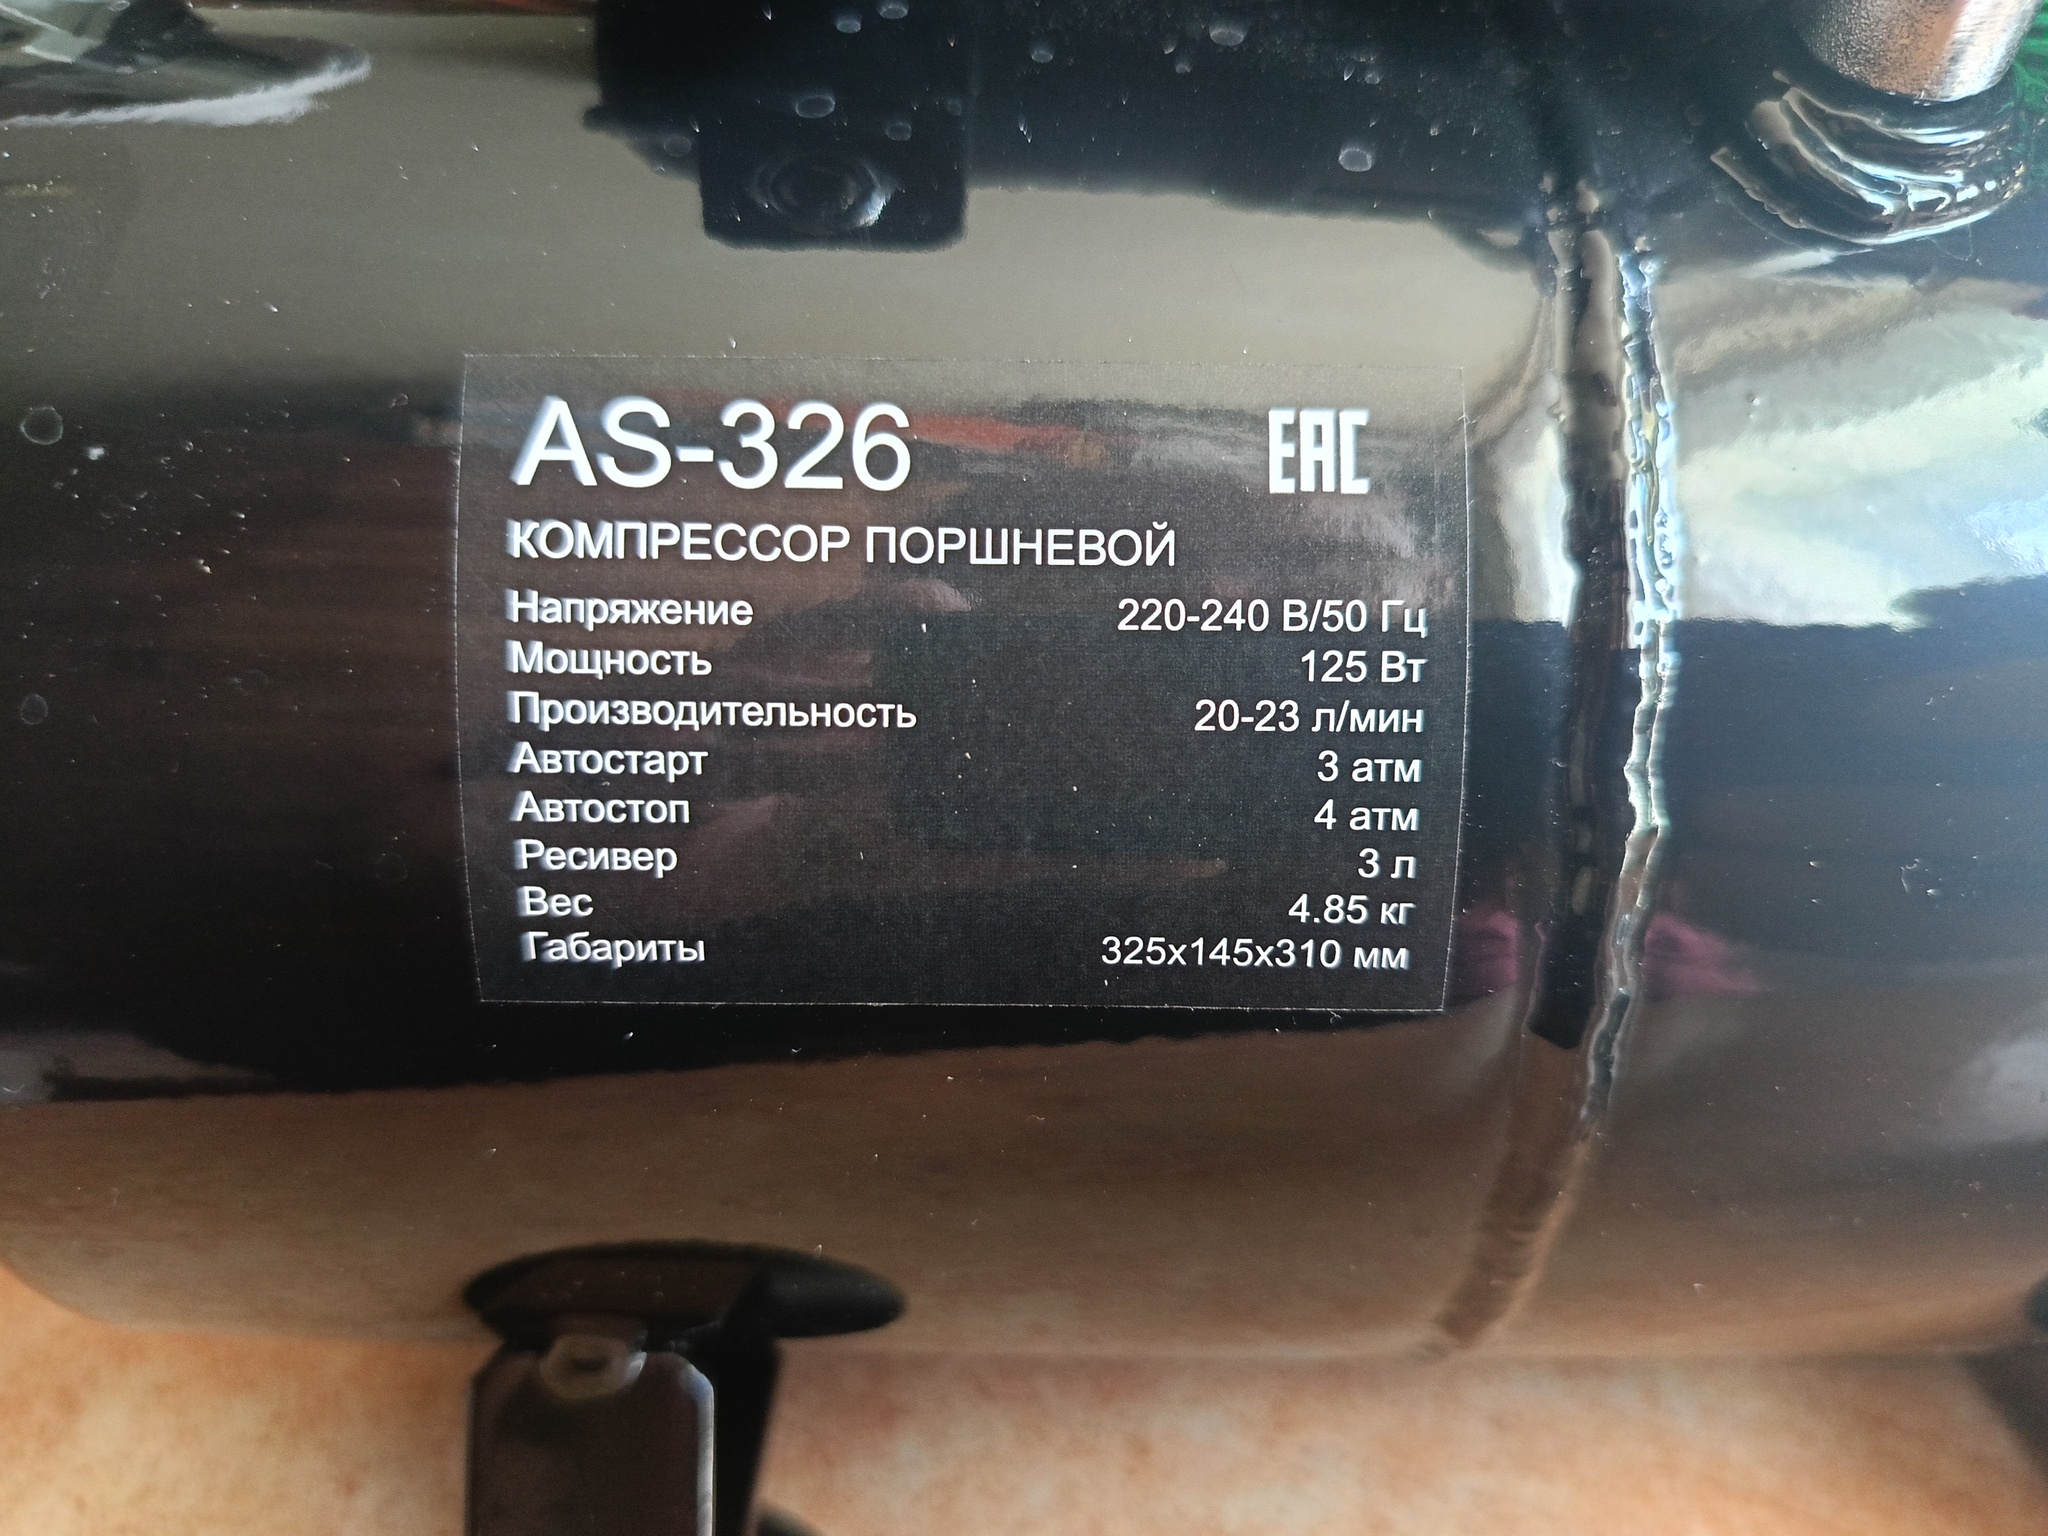 AS-326 EAC
КОМПРЕССОР ПОРШНЕВОЙ
Напряжение 220-240 В/50 Гц
Мощность 125 Вт
Производительность 20-23 л/мин
Автостарт 3 атм
Автостоп 4 атм
Ресивер 3 л
Вес 4.85 кг
Габариты 325x145x310 мм